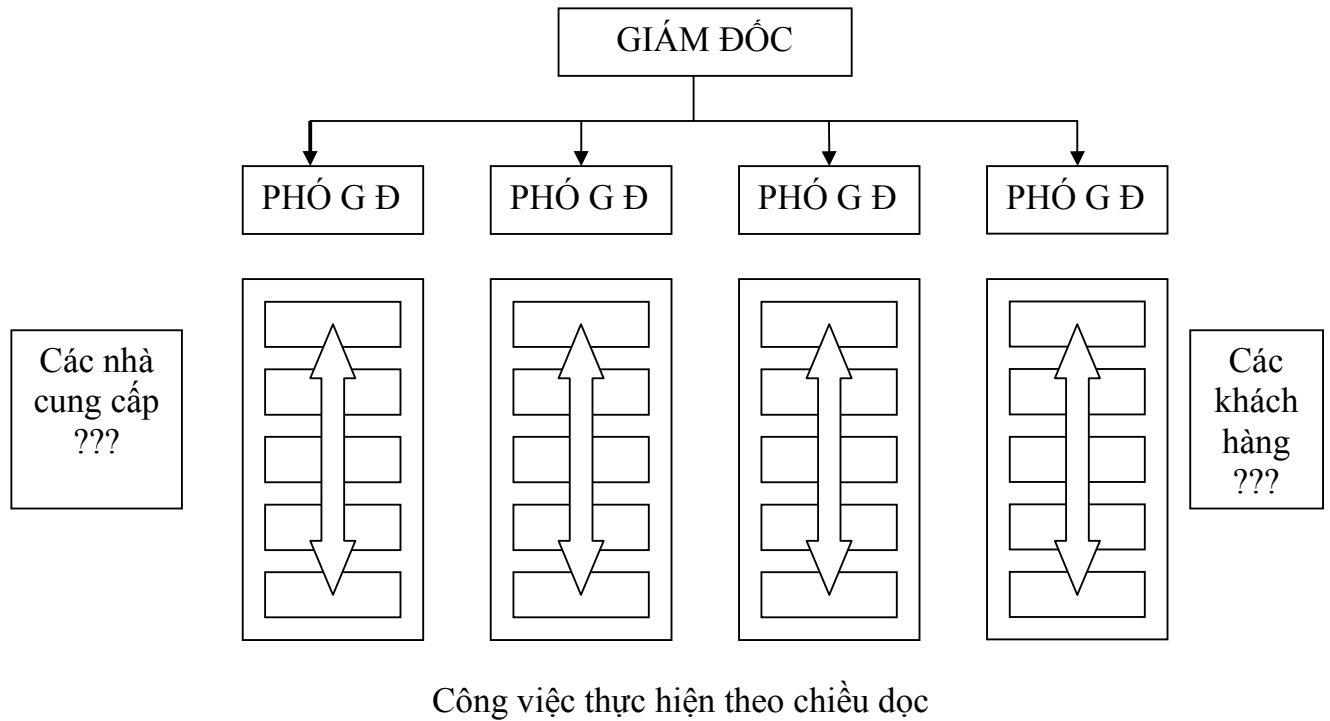 GIÁM ĐỐC
PHÓ G Đ
PHÓ G Đ
PHÓ G Đ
PHÓ G Đ
Các nhà
cung cấp
???
Các
khách
hàng
???
Công việc thực hiện theo chiều dọc